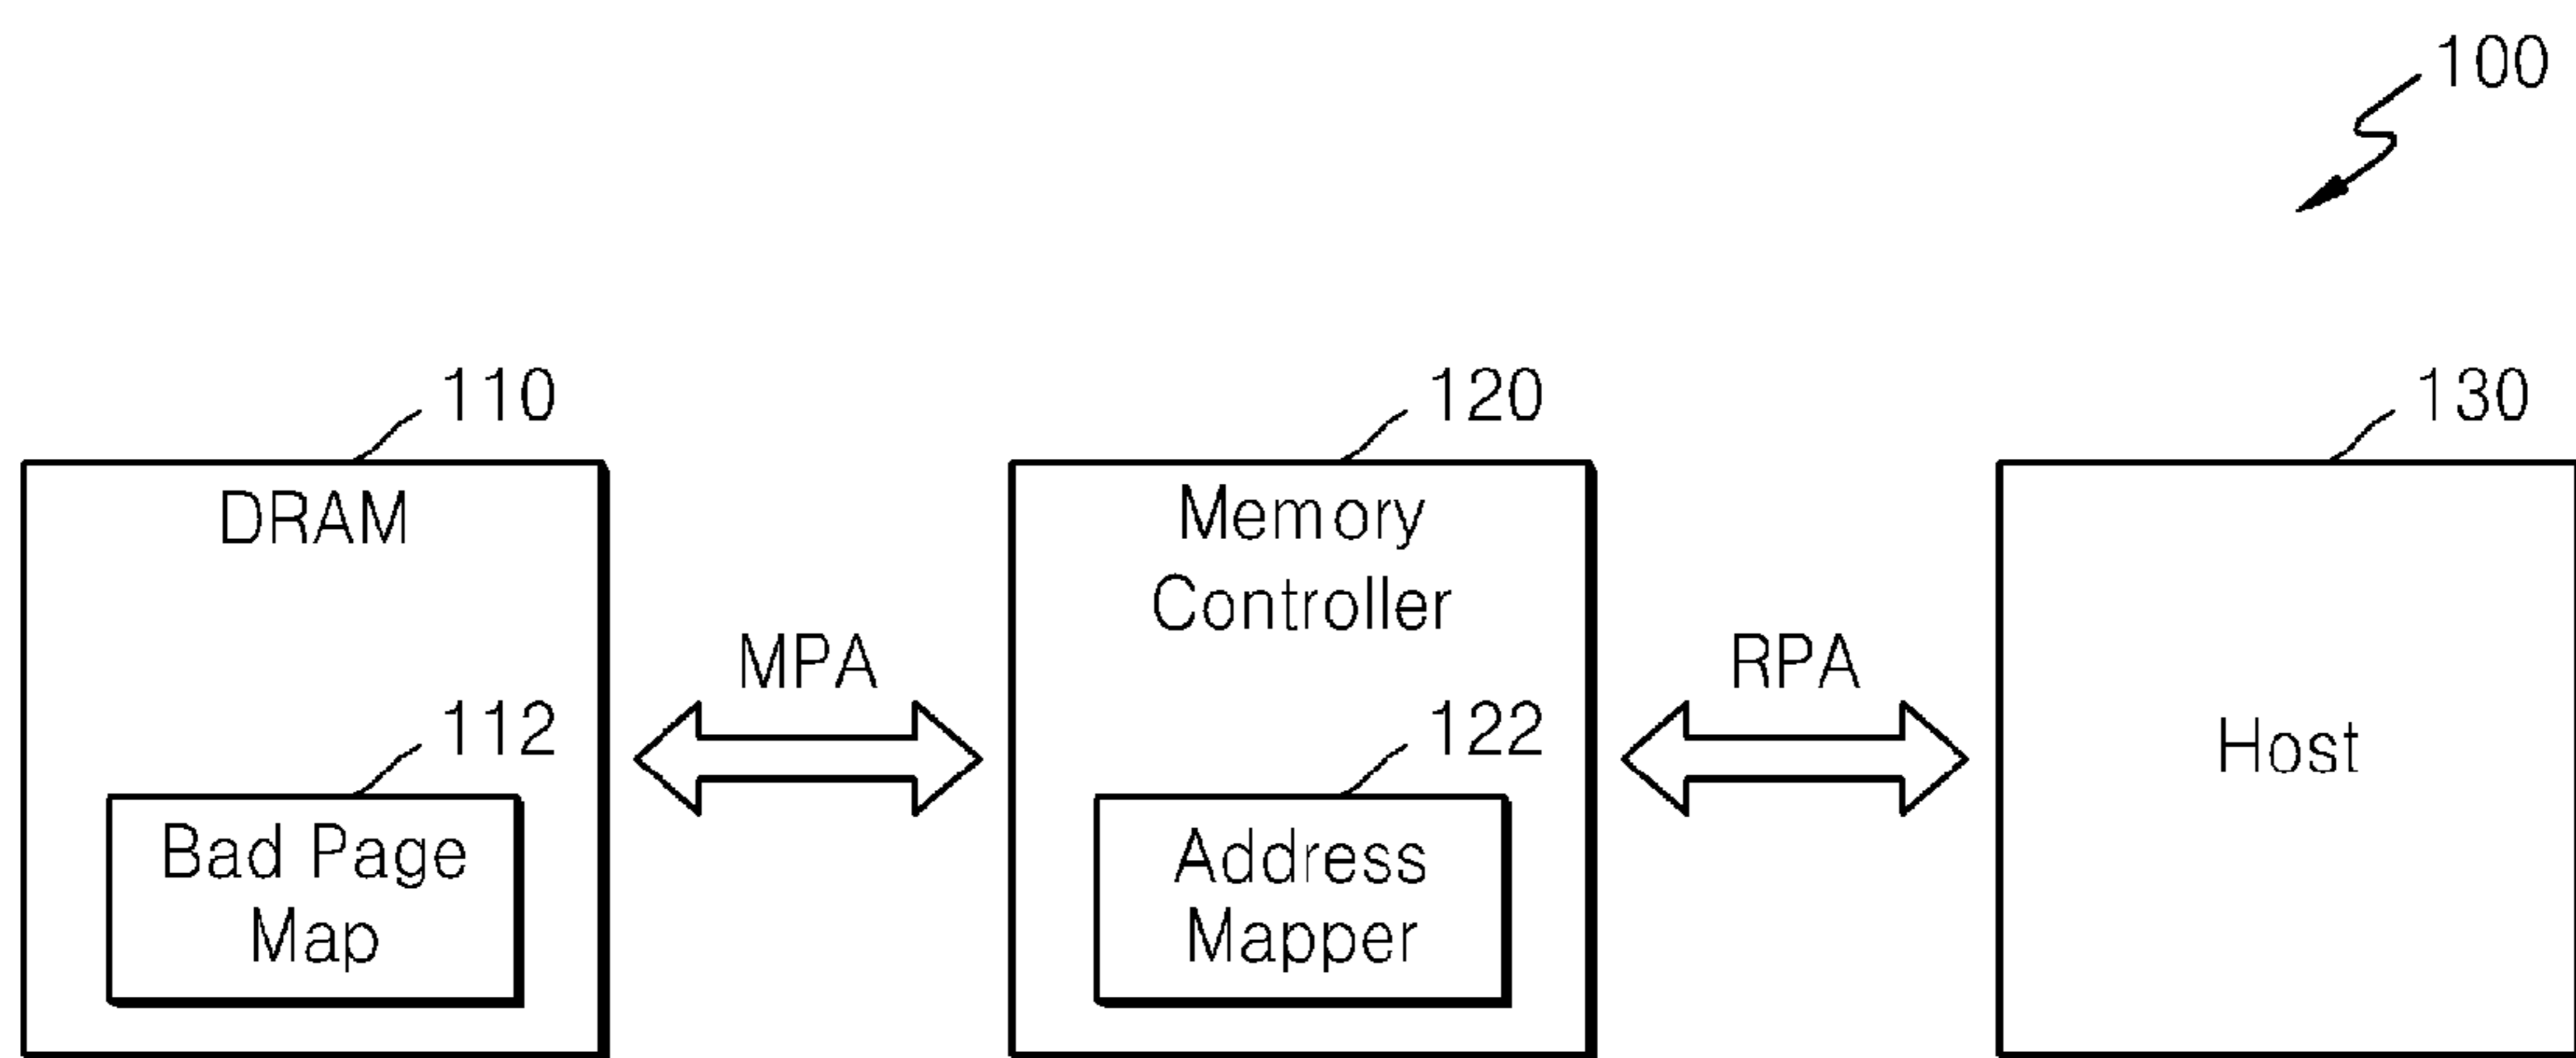 100
110
120
130
DRAM
Memory
Controller
MPA
RPA
112
122
Host
Bad Page
Map
Address
Mapper